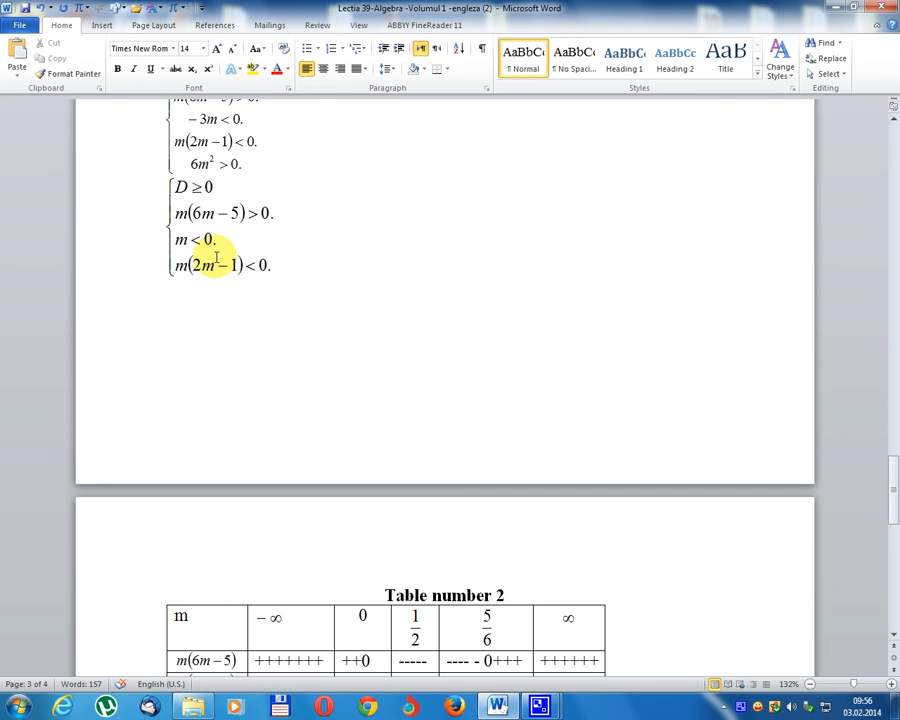 Lectia 39-Algebra -Volumul 1 -engleza (2) - Microsoft Word
File Home Insert Page Layout References Mailings Review View ABBYY FineReader 11
Cut
Copy
Format Painter
Paste
Clipboard
Times New Rom 14
B I U abc x₂ x²
Font
Paragraph
AaBbCc AaBbCc AaBbC AaBbCc AaB
¶ Normal ¶ No Spaci... Heading 1 Heading 2 Title
Change Styles
Styles
Find
Replace
Select
Editing
− 3m < 0.
m(2m − 1) < 0.
6m² > 0.
D ≥ 0
m(6m − 5) > 0.
m < 0.
m(2m − 1) < 0.
Table number 2
m − ∞ 0 1/2 5/6 ∞
m(6m − 5) +++++++ ++0 ----- ---- - 0+++ ++++++
Page: 3 of 4 Words: 157 English (U.S.) 132%
09:56
03.02.2014